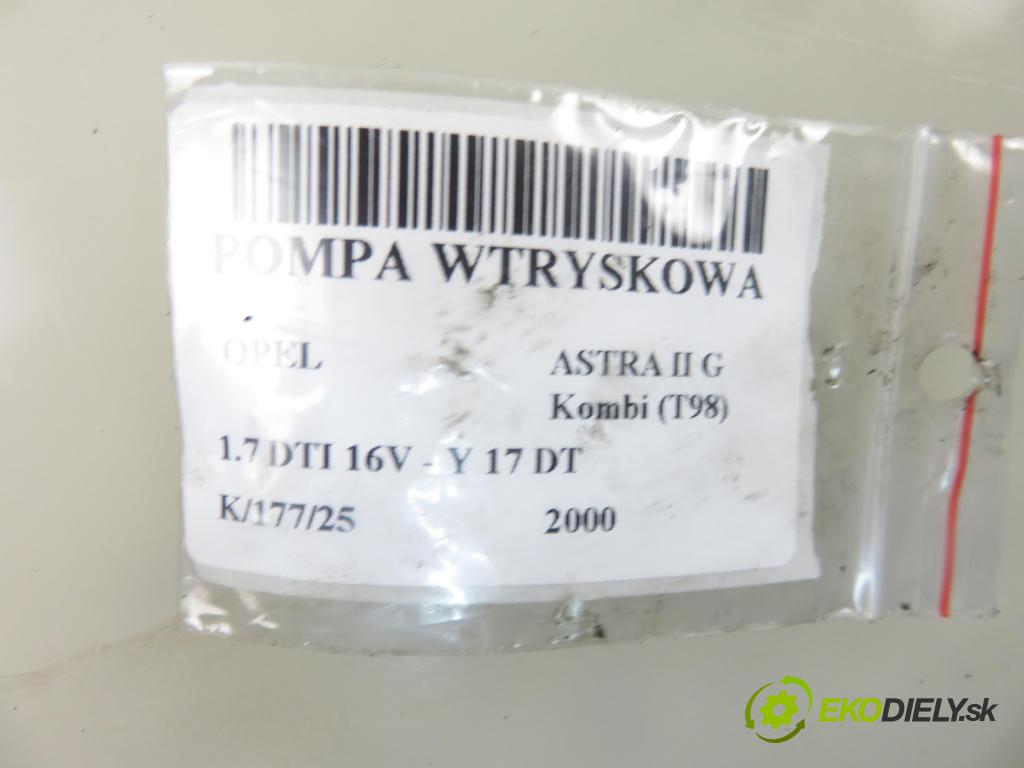 POMPA WTRYSKOWA
OPEL ASTRA II G
Kombi (T98)
1.7 DTI 16V - Y 17 DT
K/177/25 2000
EKODIELY.sk